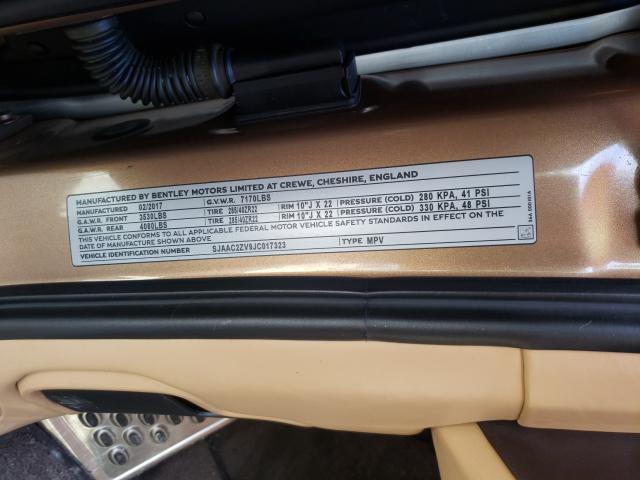 MANUFACTURED BY BENTLEY MOTORS LIMITED AT CREWE, CHESHIRE, ENGLAND
MANUFACTURED 02/2017 G.V.W.R. 7170LBS
G.A.W.R. FRONT 3530LBS TIRE 285/40ZR22 RIM 10"J X 22 PRESSURE (COLD) 280 KPA, 41 PSI
G.A.W.R. REAR 4080LBS TIRE 285/40ZR22 RIM 10"J X 22 PRESSURE (COLD) 330 KPA, 48 PSI
THIS VEHICLE CONFORMS TO ALL APPLICABLE FEDERAL MOTOR VEHICLE SAFETY STANDARDS IN EFFECT ON THE
DATE OF MANUFACTURE SHOWN ABOVE.
VEHICLE IDENTIFICATION NUMBER SJAAC2ZV9JC017323 TYPE MPV